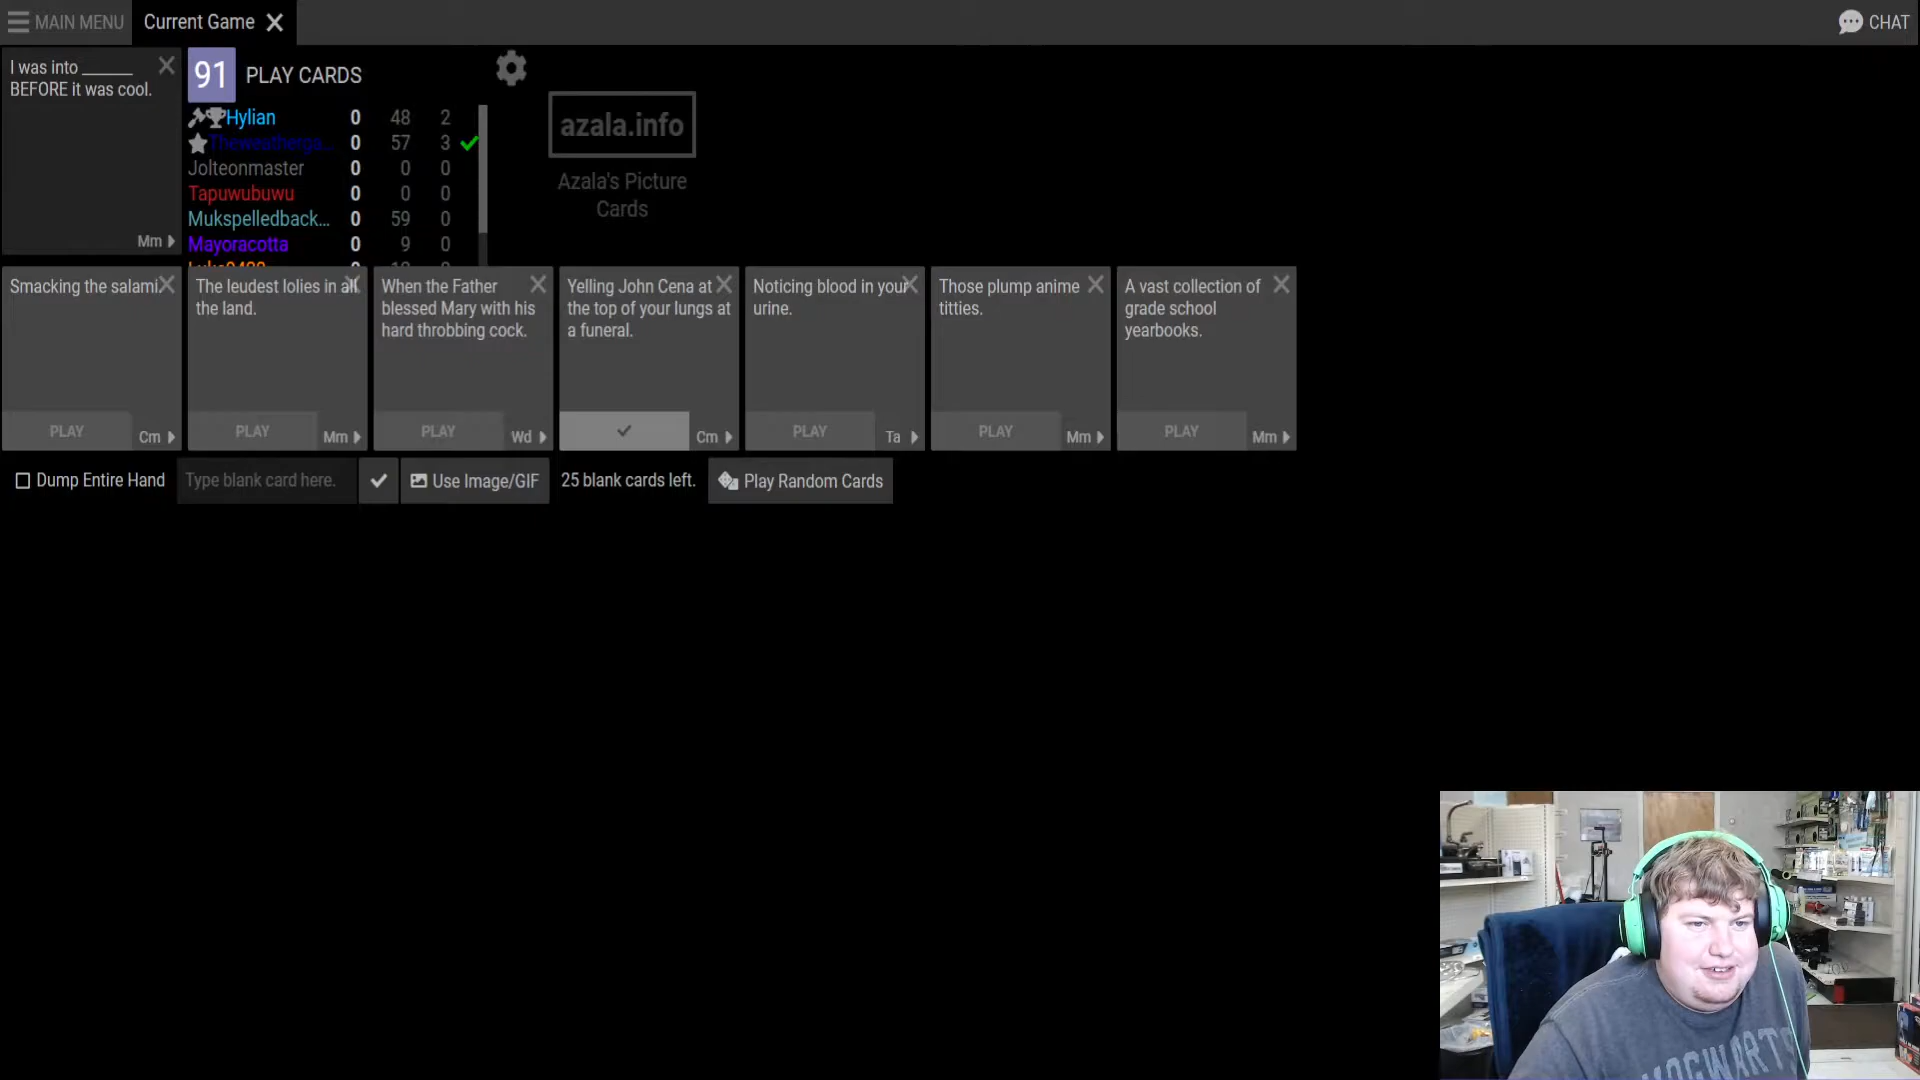 MAIN MENU
Current Game
CHAT
I was into ______
BEFORE it was cool.
Mm
91 PLAY CARDS
Hylian 0 48 2
Theweatherga... 0 57 3
Jolteonmaster 0 0 0
Tapuwubuwu 0 0 0
Mukspelledback... 0 59 0
Mayoracotta 0 9 0
azala.info
Azala's Picture
Cards
Smacking the salami.
PLAY
Cm
The leudest lolies in all
the land.
PLAY
Mm
When the Father
blessed Mary with his
hard throbbing cock.
PLAY
Wd
Yelling John Cena at
the top of your lungs at
a funeral.
Cm
Noticing blood in your
urine.
PLAY
Ta
Those plump anime
titties.
PLAY
Mm
A vast collection of
grade school
yearbooks.
PLAY
Mm
Dump Entire Hand
Type blank card here.
Use Image/GIF
25 blank cards left.
Play Random Cards
HOGWARTS